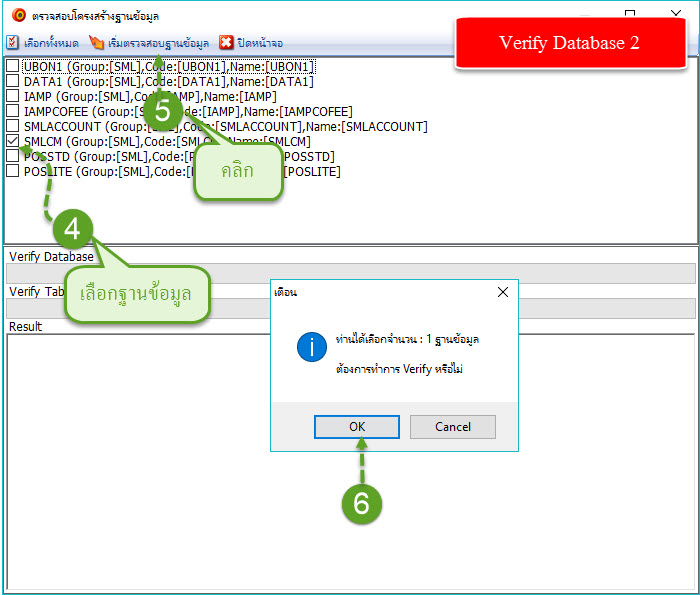 ตรวจสอบโครงสร้างฐานข้อมูล
เลือกทั้งหมด เริ่มตรวจสอบฐานข้อมูล ปิดหน้าจอ
Verify Database 2
UBON1 (Group:[SML],Code:[UBON1],Name:[UBON1]
DATA1 (Group:[SML],Code:[DATA1],Name:[DATA1]
IAMP (Group:[SML],Cod AMP],Name:[IAMP]
IAMPCOFEE (Group:[S ode:[IAMP],Name:[IAMPCOFEE]
SMLACCOUNT (Group:[SML],Code:[SMLACCOUNT],Name:[SMLACCOUNT]
SMLCM (Group:[SML],Code:[SMLC Name:[SMLCM]
POSSTD (Group:[SML],Code:[P POSSTD]
POSLITE (Group:[SML],Code:[ [POSLITE]
5
คลิก
4
เลือกฐานข้อมูล
Verify Database
Verify Tab
Result
เตือน
ท่านได้เลือกจำนวน : 1 ฐานข้อมูล
ต้องการทำการ Verify หรือไม่
OK Cancel
6